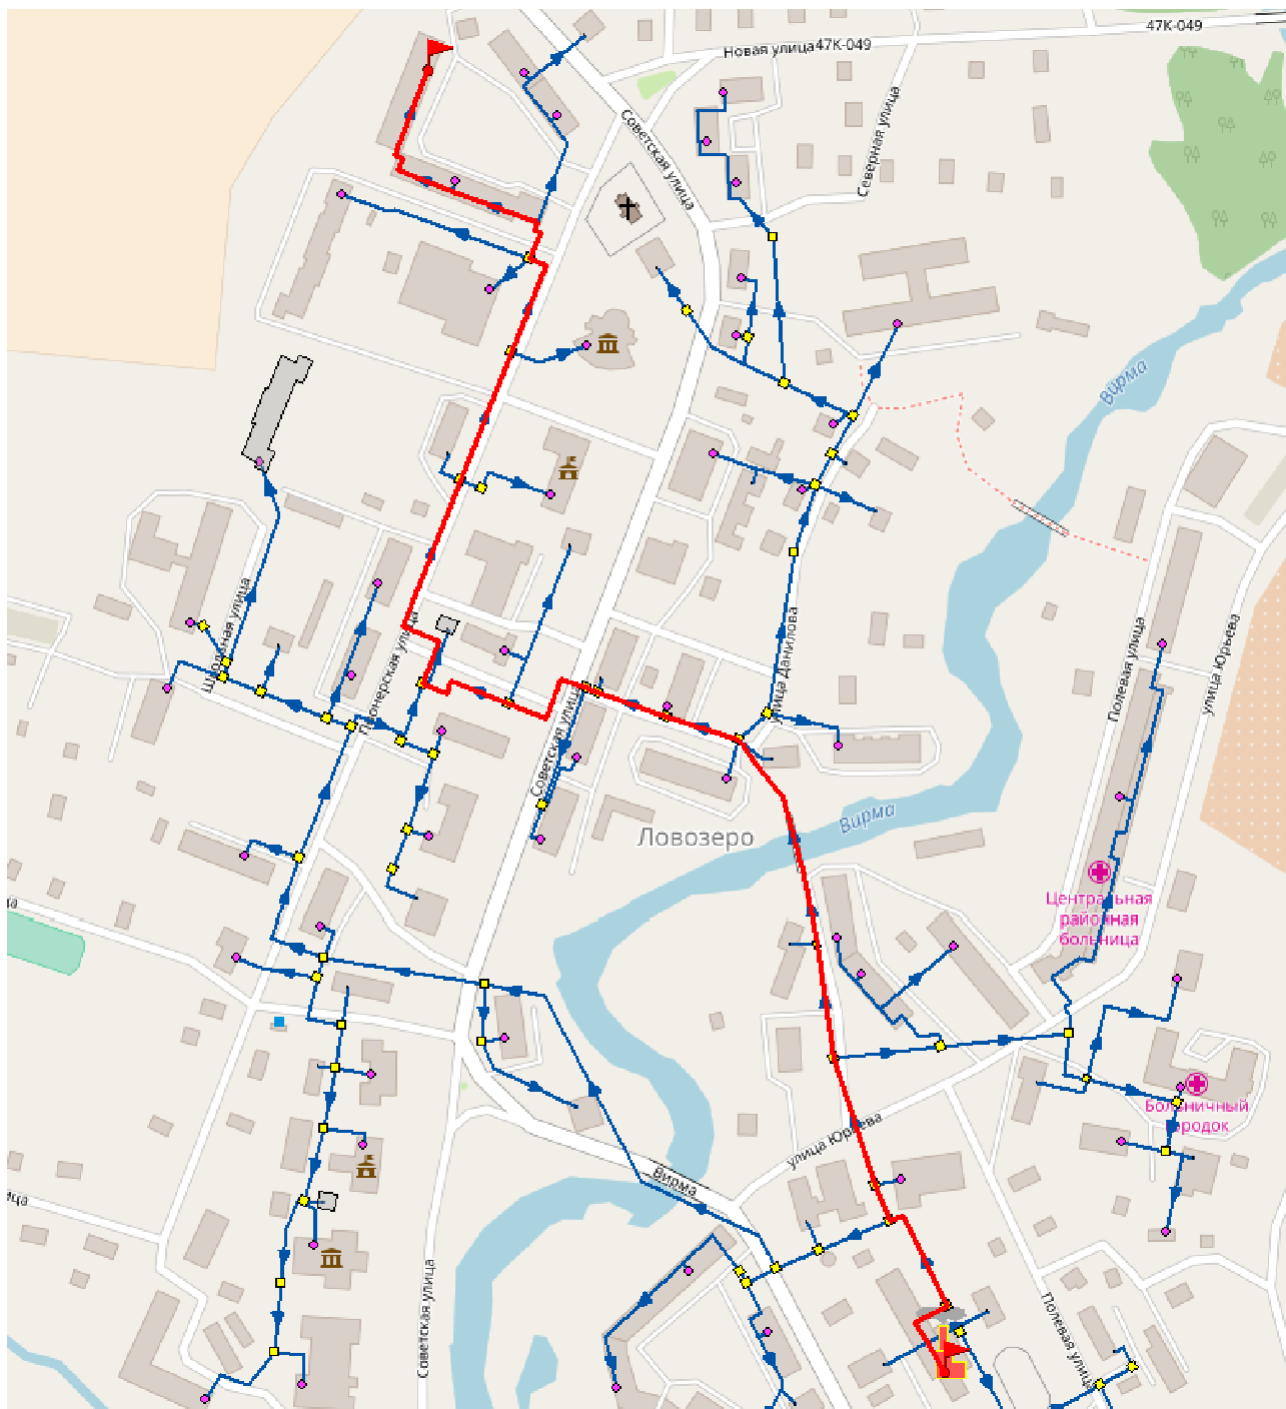 47К-049
Новая улица 47К-049
Советская улица
Северная улица
Вирма
Школьная улица
Пионерская улица
Советская улица
улица Данилова
Полевая улица
улица Юрьева
Вирма
Ловозеро
Центральная
районная
больница
Больничный
городок
улица Юрьева
Вирма
Советская улица
Полевая улица